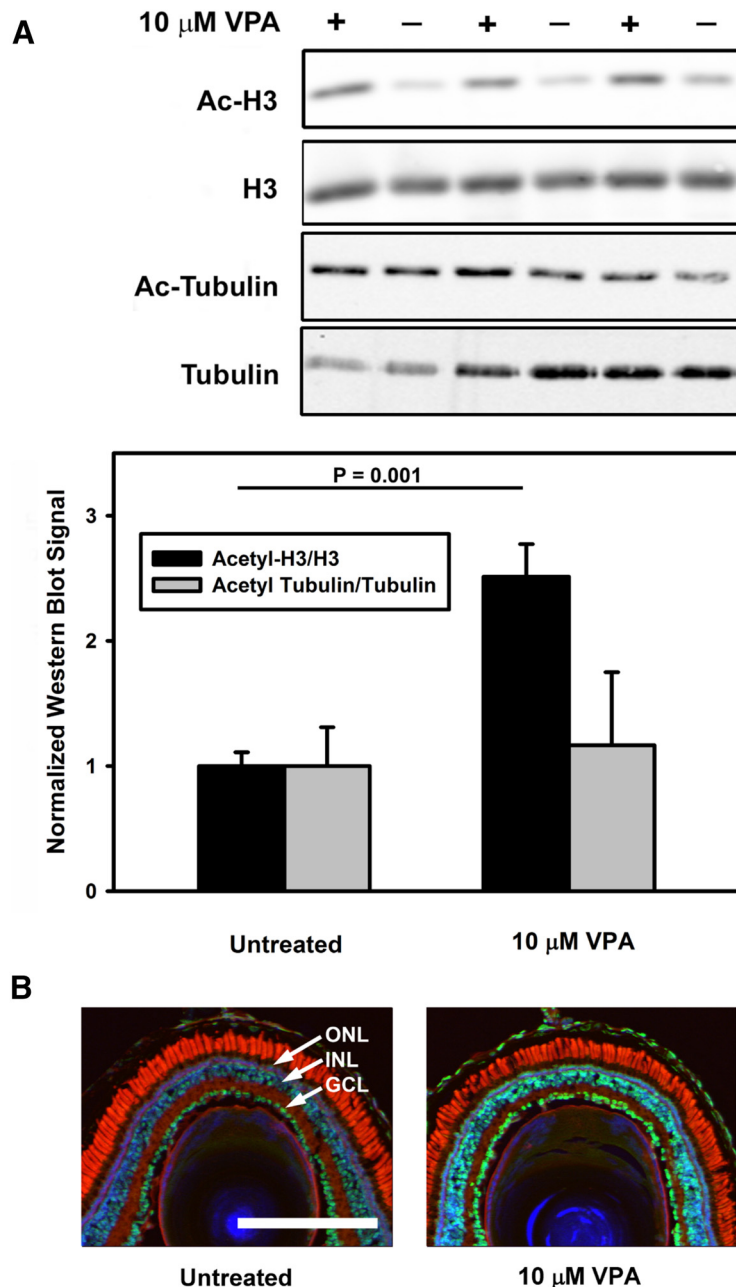 A
10 μM VPA + – + – + –
Ac-H3
H3
Ac-Tubulin
Tubulin
P = 0.001
Acetyl-H3/H3
Acetyl Tubulin/Tubulin
Normalized Western Blot Signal
3
2
1
0
Untreated 10 μM VPA
B
ONL
INL
GCL
Untreated 10 μM VPA